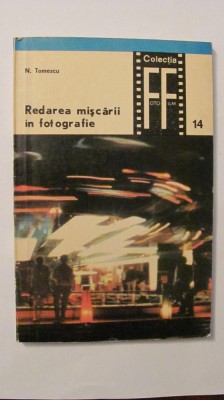 N. Tomescu
Redarea mișcării
în fotografie
Colecția
FF
FOTO FILM
14